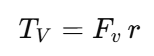 T_V = F_v r